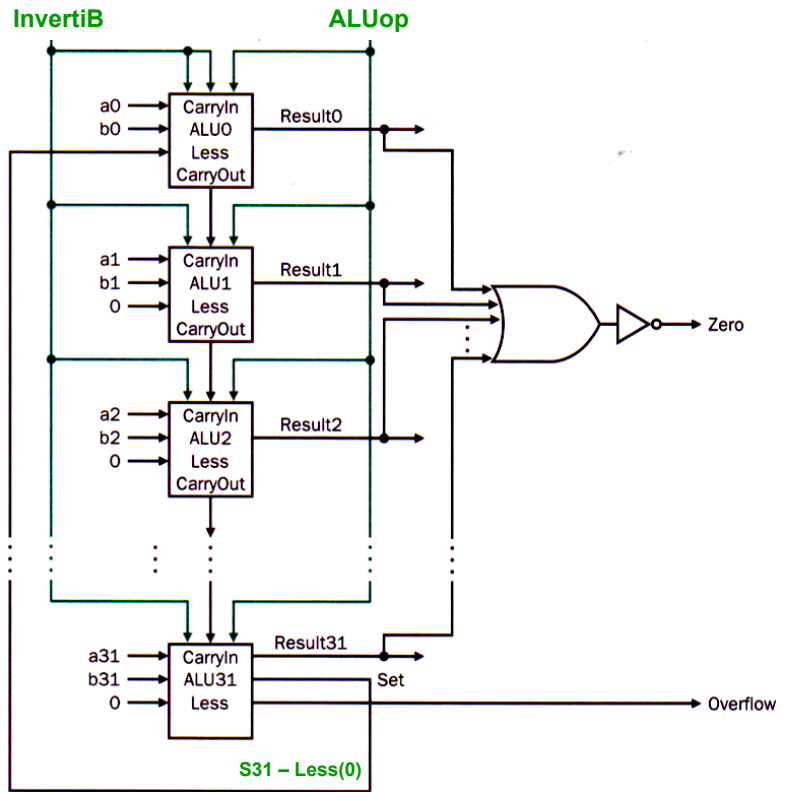 InvertiB
ALUop
a0
CarryIn
Result0
b0
ALU0
Less
CarryOut
a1
CarryIn
Result1
b1
ALU1
0
Less
CarryOut
Zero
a2
CarryIn
Result2
b2
ALU2
0
Less
CarryOut
a31
CarryIn
Result31
b31
ALU31
Set
0
Less
Overflow
S31 – Less(0)